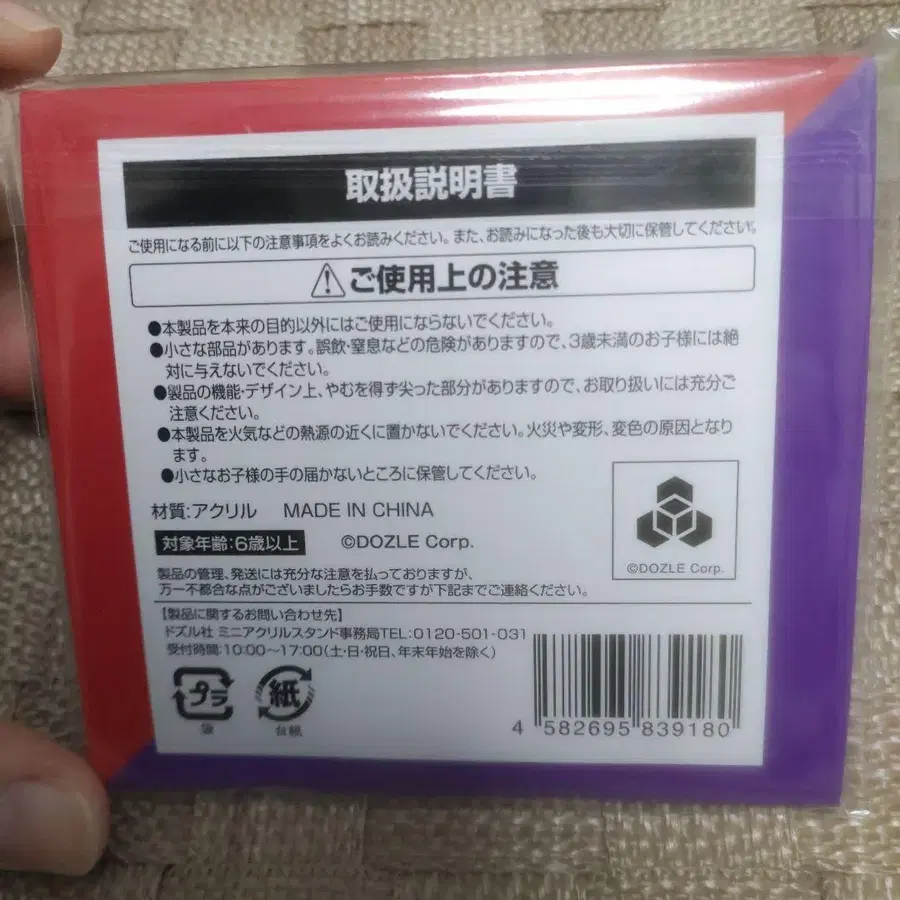 取扱説明書
ご使用になる前に以下の注意事項をよくお読みください。また、お読みになった後も大切に保管してください。
⚠ご使用上の注意
●本製品を本来の目的以外にはご使用にならないでください。
●小さな部品があります。誤飲・窒息などの危険がありますので、3歳未満のお子様には絶
対に与えないでください。
●製品の機能・デザイン上、やむを得ず尖った部分がありますので、お取り扱いには充分ご
注意ください。
●本製品を火気などの熱源の近くに置かないでください。火災や変形、変色の原因となり
ます。
●小さなお子様の手の届かないところに保管してください。
材質:アクリル MADE IN CHINA
対象年齢:6歳以上 ©DOZLE Corp.
©DOZLE Corp.
製品の管理、発送には充分な注意を払っておりますが、
万一不都合な点がございましたらお手数ですが下記までご連絡ください。
【製品に関するお問い合わせ先】
ドズル社 ミニアクリルスタンド事務局TEL:0120-501-031
受付時間:10:00～17:00(土・日・祝日、年末年始を除く)
プラ 紙
袋 台紙
4 582695 839180